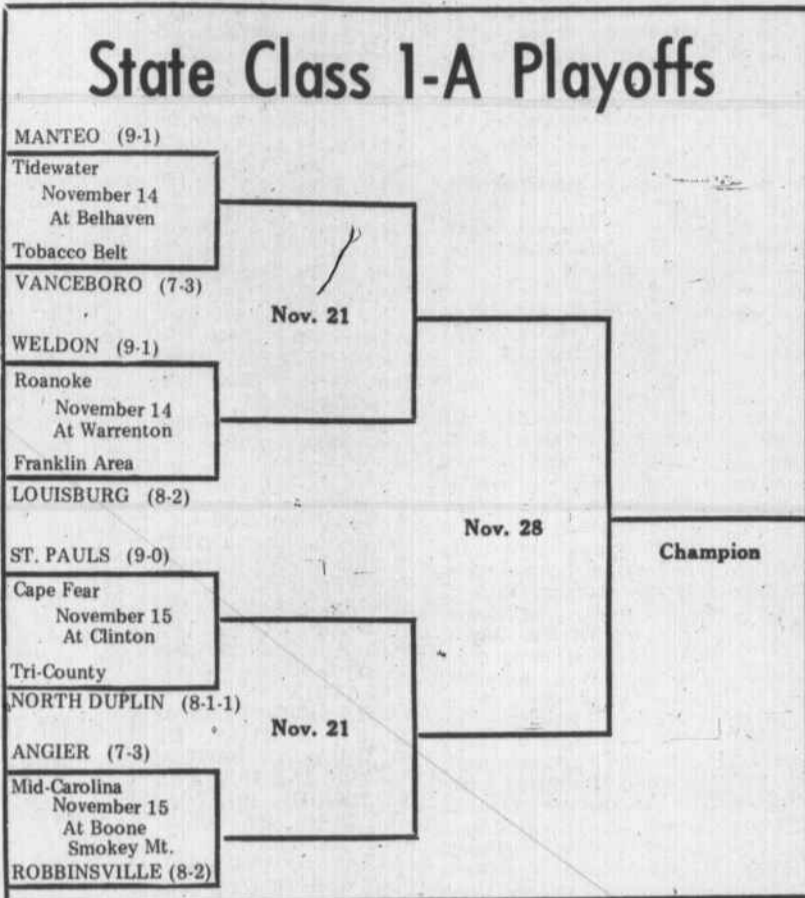 State Class 1-A Playoffs
MANTEO (9-1)
Tidewater
November 14
At Belhaven
Tobacco Belt
VANCEBORO (7-3)
Nov. 21
WELDON (9-1)
Roanoke
November 14
At Warrenton
Franklin Area
LOUISBURG (8-2)
Nov. 28
Champion
ST. PAULS (9-0)
Cape Fear
November 15
At Clinton
Tri-County
NORTH DUPLIN (8-1-1)
Nov. 21
ANGIER (7-3)
Mid-Carolina
November 15
At Boone
Smokey Mt.
ROBBINSVILLE (8-2)